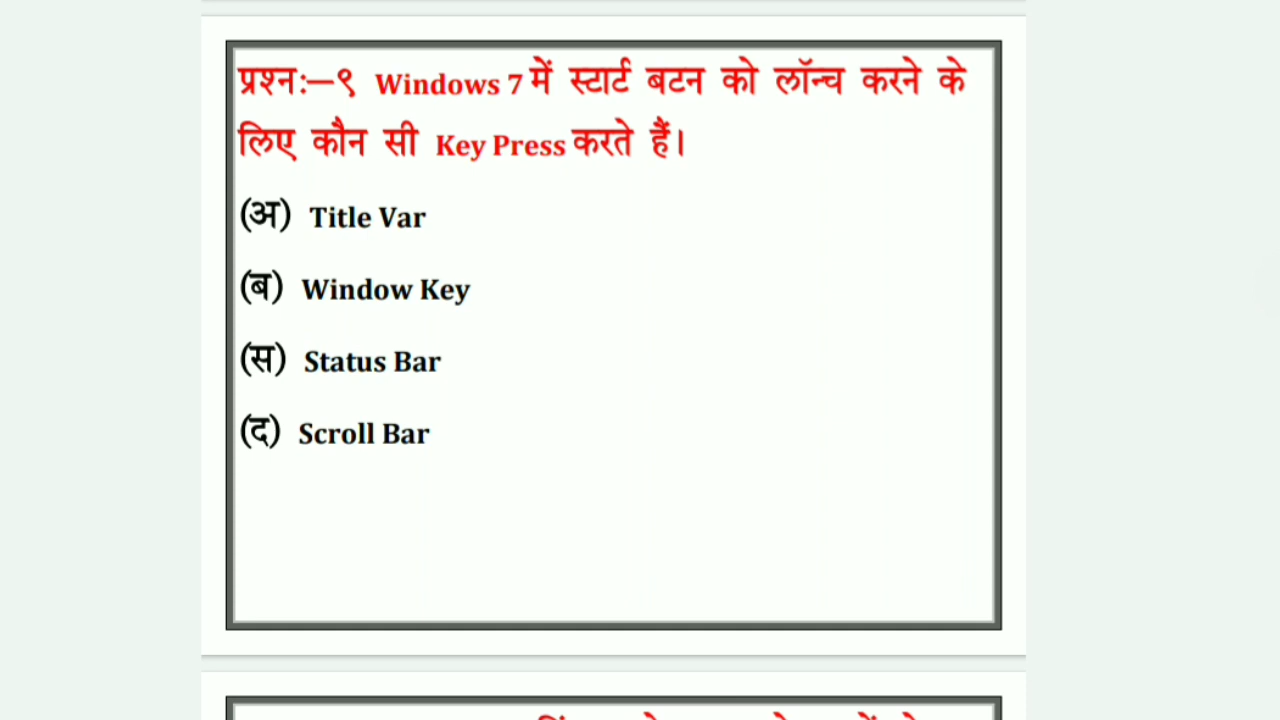 प्रश्नः—९ Windows 7 में स्टार्ट बटन को लॉन्च करने के
लिए कौन सी Key Press करते हैं।
(अ) Title Var
(ब) Window Key
(स) Status Bar
(द) Scroll Bar